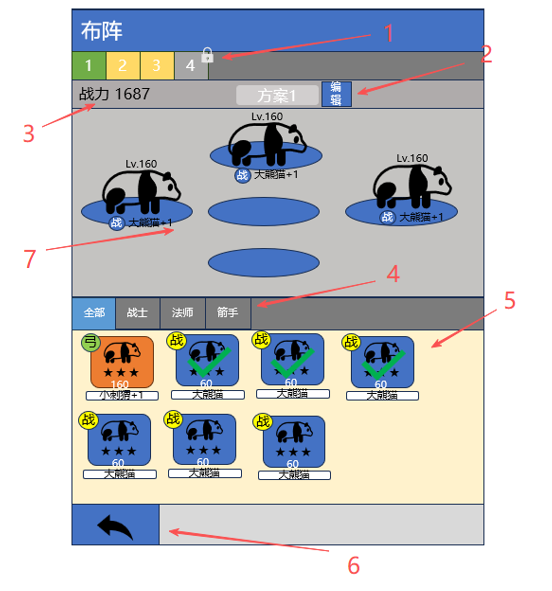 布阵
1
1 2 3 4
2
战力 1687 方案1 编辑
3
Lv.160
战 大熊猫+1
Lv.160
战 大熊猫+1
Lv.160
战 大熊猫+1
7
4
全部 战士 法师 箭手
5
弓 战 战 战
160 60 60 60
小刺猬+1 大熊猫 大熊猫 大熊猫
战 战 战
60 60 60
大熊猫 大熊猫 大熊猫
6